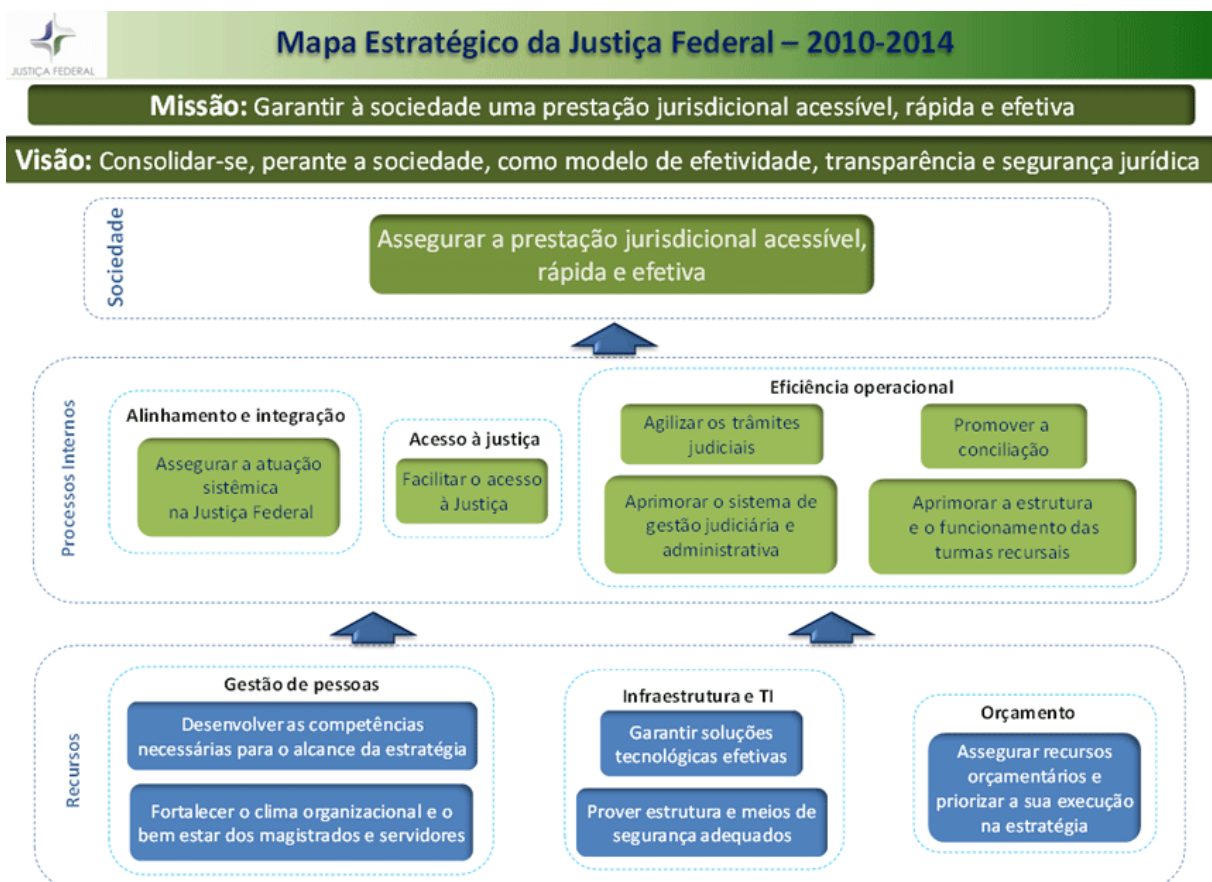 JUSTIÇA FEDERAL
Mapa Estratégico da Justiça Federal – 2010-2014
Missão: Garantir à sociedade uma prestação jurisdicional acessível, rápida e efetiva
Visão: Consolidar-se, perante a sociedade, como modelo de efetividade, transparência e segurança jurídica
Sociedade
Assegurar a prestação jurisdicional acessível,
rápida e efetiva
Processos Internos
Alinhamento e integração
Assegurar a atuação
sistêmica
na Justiça Federal
Acesso à justiça
Facilitar o acesso
à Justiça
Eficiência operacional
Agilizar os trâmites
judiciais
Promover a
conciliação
Aprimorar o sistema de
gestão judiciária e
administrativa
Aprimorar a estrutura
e o funcionamento das
turmas recursais
Recursos
Gestão de pessoas
Desenvolver as competências
necessárias para o alcance da estratégia
Fortalecer o clima organizacional e o
bem estar dos magistrados e servidores
Infraestrutura e TI
Garantir soluções
tecnológicas efetivas
Prover estrutura e meios de
segurança adequados
Orçamento
Assegurar recursos
orçamentários e
priorizar a sua execução
na estratégia